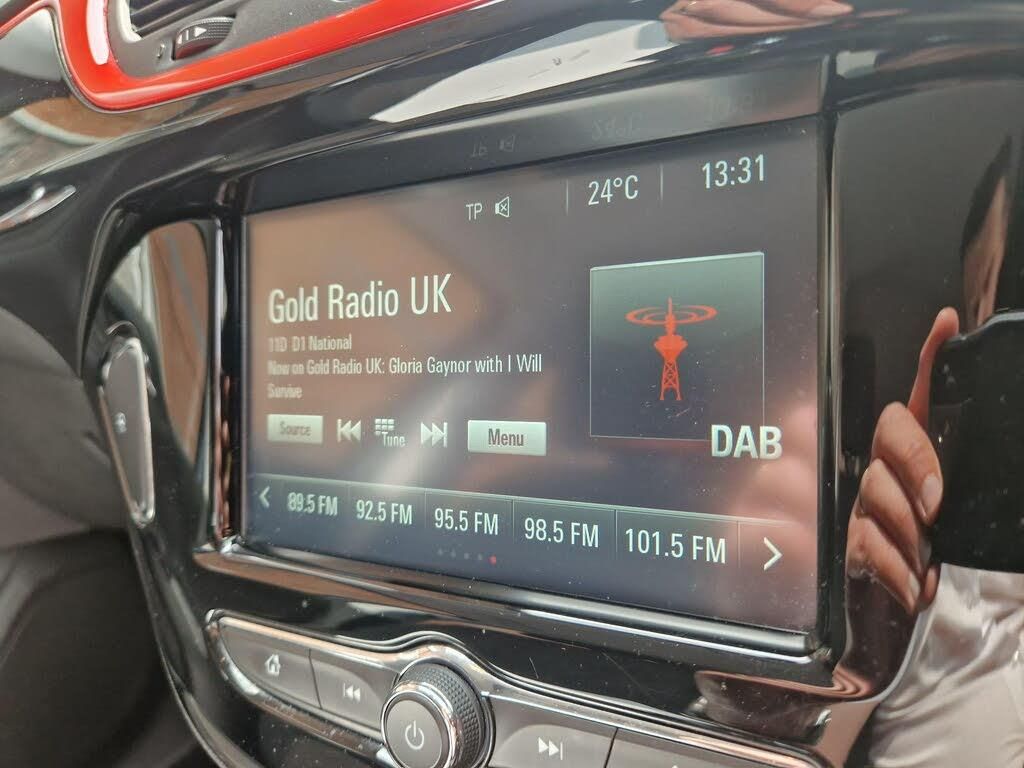 TP
24°C
13:31
Gold Radio UK
11D D1 National
Now on Gold Radio UK: Gloria Gaynor with I Will
Survive
Source
Tune
Menu
DAB
89.5 FM 92.5 FM 95.5 FM 98.5 FM 101.5 FM